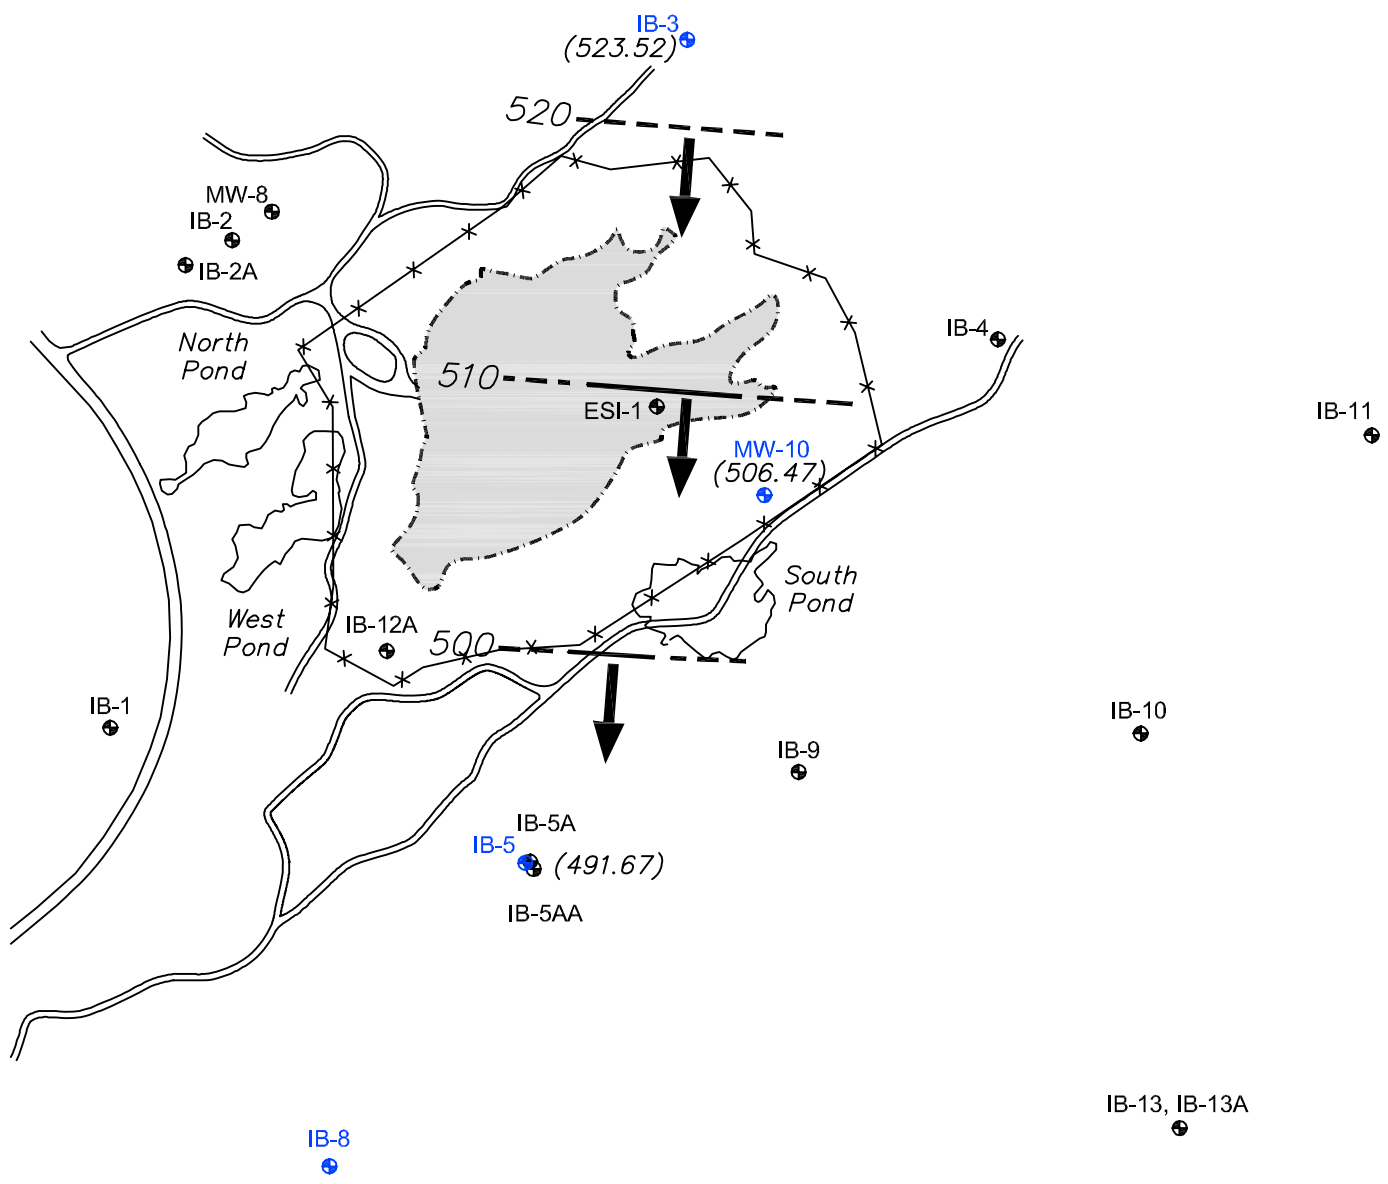 IB-3
(523.52)
520
MW-8
IB-2
IB-2A
IB-4
North
Pond
510
ESI-1
IB-11
MW-10
(506.47)
South
Pond
West
Pond
IB-12A
500
IB-1
IB-10
IB-9
IB-5A
IB-5
(491.67)
IB-5AA
IB-13, IB-13A
IB-8